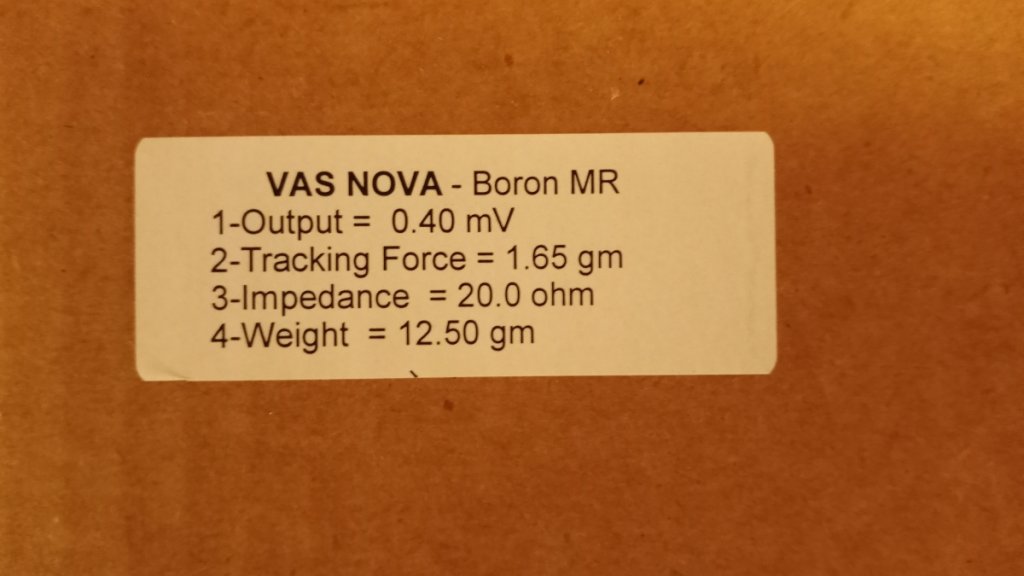 VAS NOVA - Boron MR
1-Output = 0.40 mV
2-Tracking Force = 1.65 gm
3-Impedance = 20.0 ohm
4-Weight = 12.50 gm